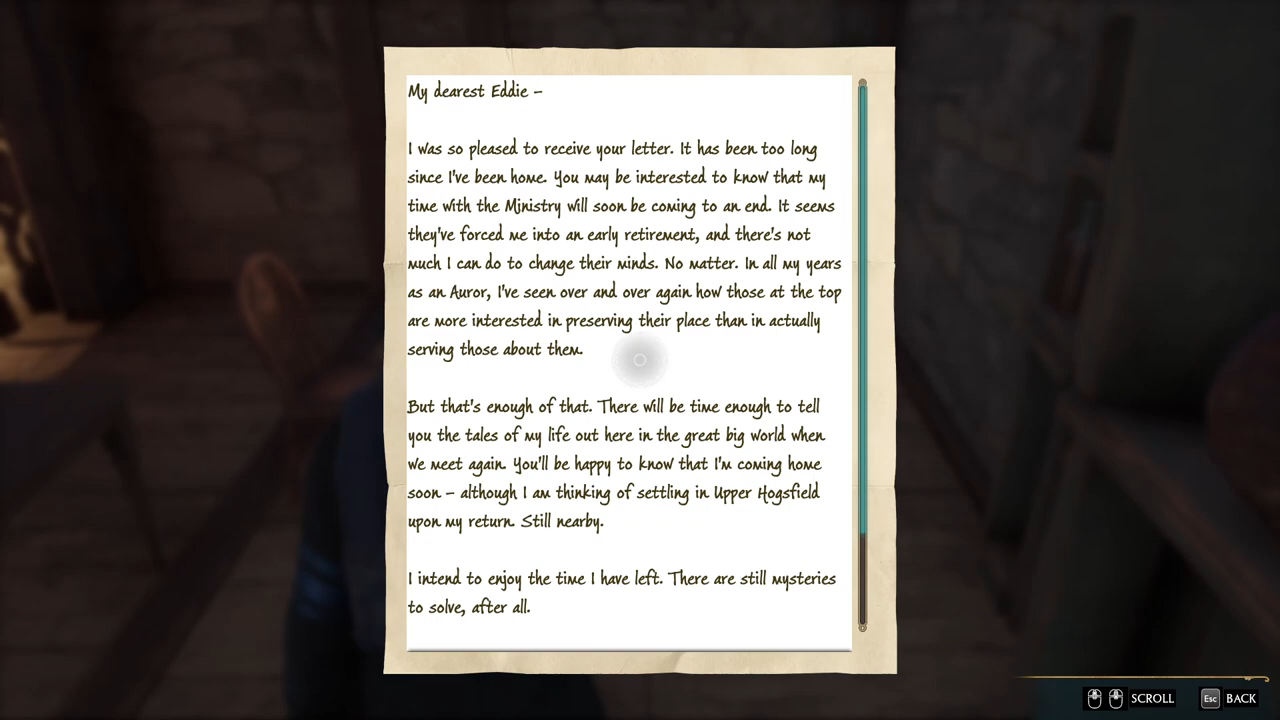 My dearest Eddie –
I was so pleased to receive your letter. It has been too long
since I've been home. You may be interested to know that my
time with the Ministry will soon be coming to an end. It seems
they've forced me into an early retirement, and there's not
much I can do to change their minds. No matter. In all my years
as an Auror, I've seen over and over again how those at the top
are more interested in preserving their place than in actually
serving those about them.
But that's enough of that. There will be time enough to tell
you the tales of my life out here in the great big world when
we meet again. You'll be happy to know that I'm coming home
soon – although I am thinking of settling in Upper Hogsfield
upon my return. Still nearby.
I intend to enjoy the time I have left. There are still mysteries
to solve, after all.
SCROLL
Esc BACK